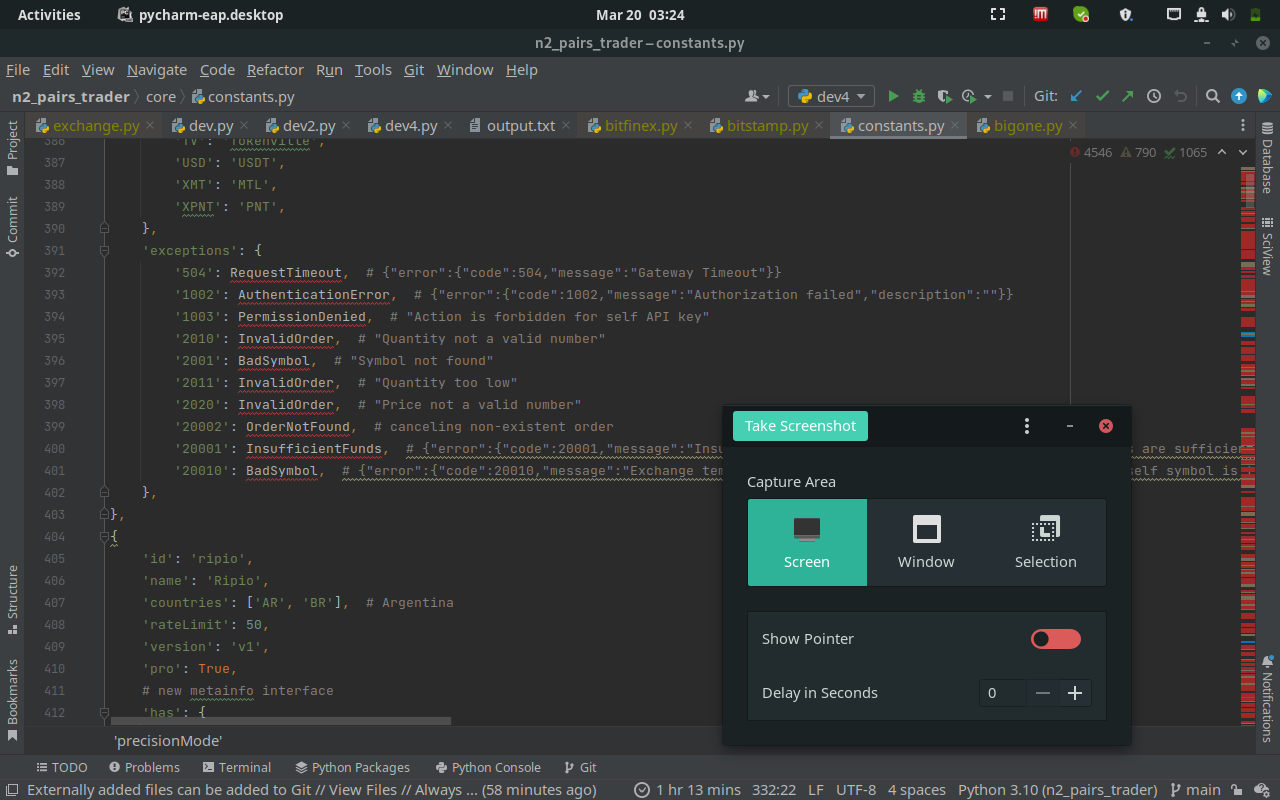 Activities pycharm-eap.desktop Mar 20 03:24
n2_pairs_trader – constants.py
File Edit View Navigate Code Refactor Run Tools Git Window Help
n2_pairs_trader core constants.py dev4 Git:
exchange.py dev.py dev2.py dev4.py output.txt bitfinex.py bitstamp.py constants.py bigone.py
4546 790 1065
386 'TV': 'Tokenville',
387 'USD': 'USDT',
388 'XMT': 'MTL',
389 'XPNT': 'PNT',
390 },
391 'exceptions': {
392 '504': RequestTimeout, # {"error":{"code":504,"message":"Gateway Timeout"}}
393 '1002': AuthenticationError, # {"error":{"code":1002,"message":"Authorization failed","description":""}}
394 '1003': PermissionDenied, # "Action is forbidden for self API key"
395 '2010': InvalidOrder, # "Quantity not a valid number"
396 '2001': BadSymbol, # "Symbol not found"
397 '2011': InvalidOrder, # "Quantity too low"
398 '2020': InvalidOrder, # "Price not a valid number"
399 '20002': OrderNotFound, # canceling non-existent order
400 '20001': InsufficientFunds, # {"error":{"code":20001,"message":"Insu s are sufficient
401 '20010': BadSymbol, # {"error":{"code":20010,"message":"Exchange tem self symbol is
402 },
403 },
404 {
405 'id': 'ripio',
406 'name': 'Ripio',
407 'countries': ['AR', 'BR'], # Argentina
408 'rateLimit': 50,
409 'version': 'v1',
410 'pro': True,
411 # new metainfo interface
412 'has': {
'precisionMode'
Project
Commit
Structure
Bookmarks
Database
SciView
Notifications
Take Screenshot
Capture Area
Screen Window Selection
Show Pointer
Delay in Seconds 0
TODO Problems Terminal Python Packages Python Console Git
Externally added files can be added to Git // View Files // Always ... (58 minutes ago) 1 hr 13 mins 332:22 LF UTF-8 4 spaces Python 3.10 (n2_pairs_trader) main